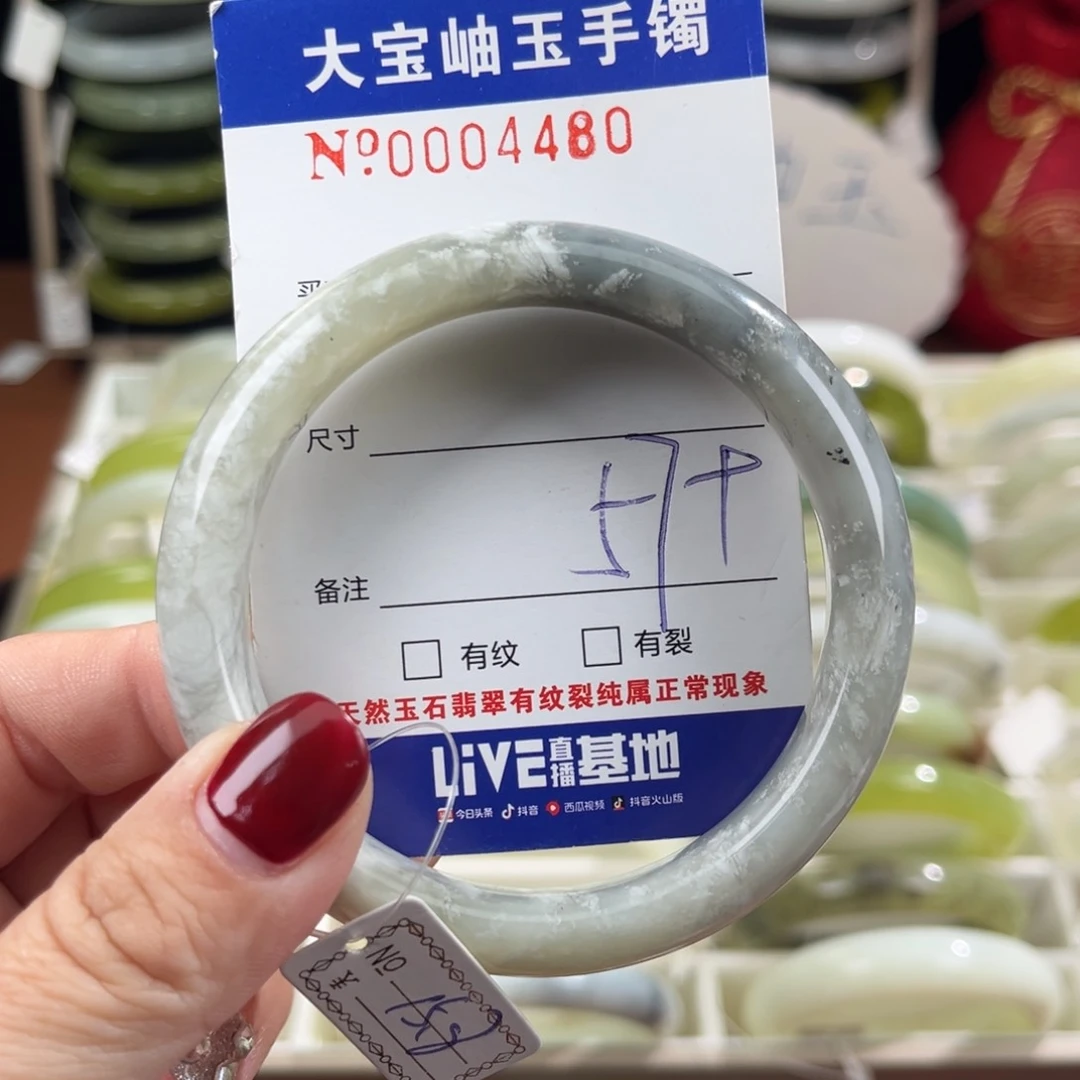 大宝岫玉手镯
Nº:0004480
尺寸
备注
□ 有纹 □ 有裂
天然玉石翡翠有纹裂纯属正常现象
LiVE直播基地
今日头条 抖音 西瓜视频 抖音火山版
NO
¥